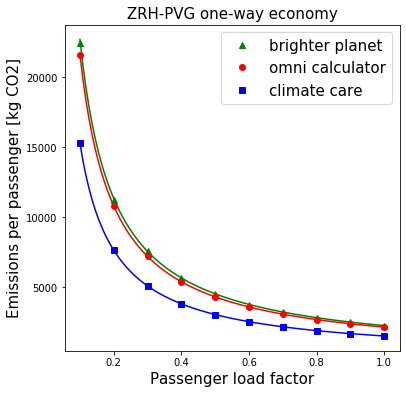 ZRH-PVG one-way economy
brighter planet
omni calculator
climate care
Emissions per passenger [kg CO2]
20000
15000
10000
5000
0.2 0.4 0.6 0.8 1.0
Passenger load factor